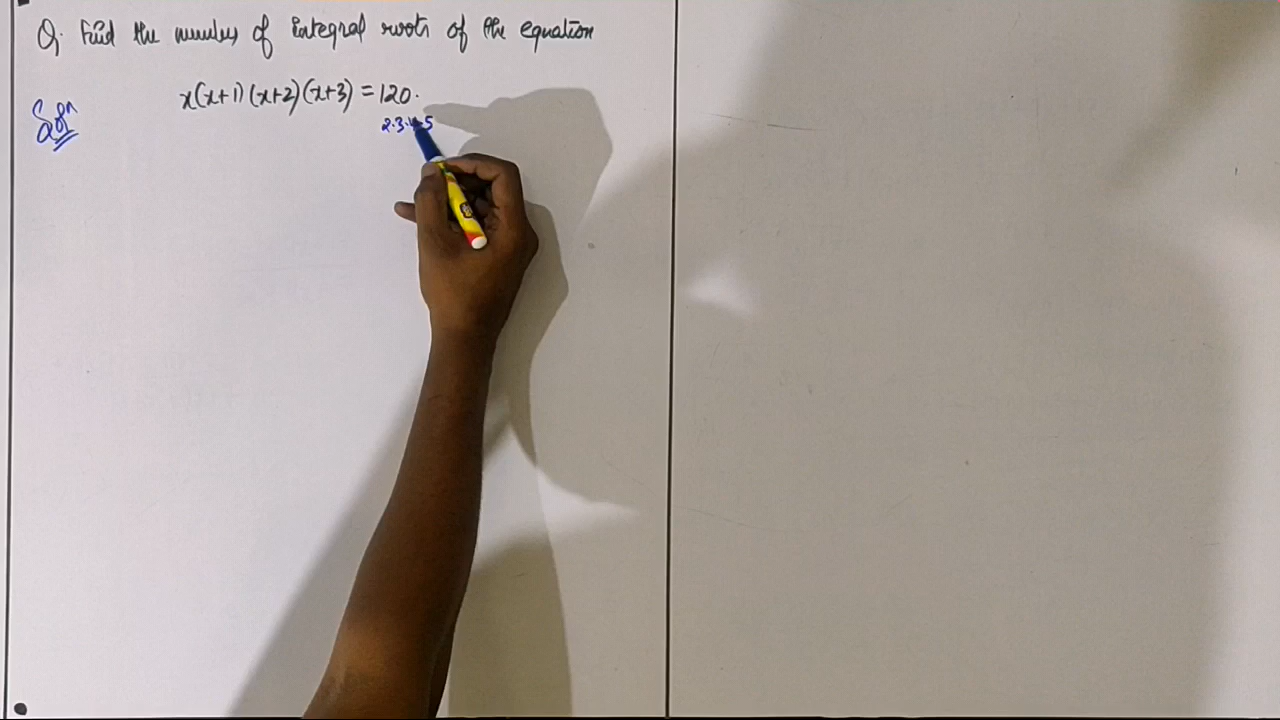 Q. Find the number of integral roots of the equation
x(x+1)(x+2)(x+3) = 120.
Solⁿ
2·3·4·5